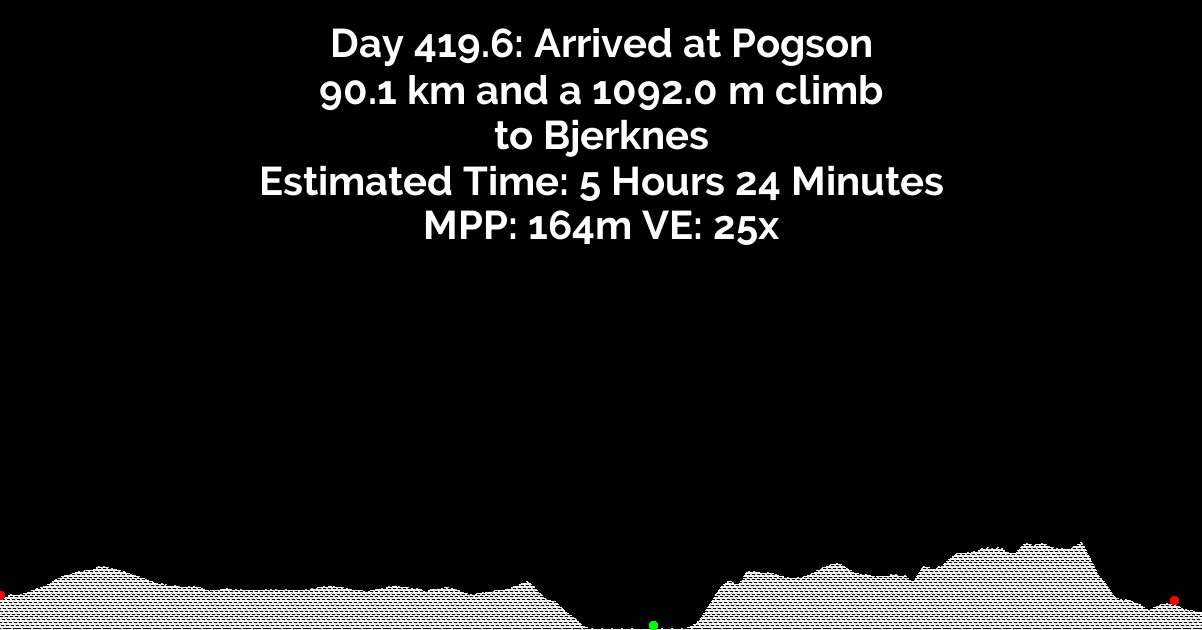 Day 419.6: Arrived at Pogson
90.1 km and a 1092.0 m climb
to Bjerknes
Estimated Time: 5 Hours 24 Minutes
MPP: 164m VE: 25x